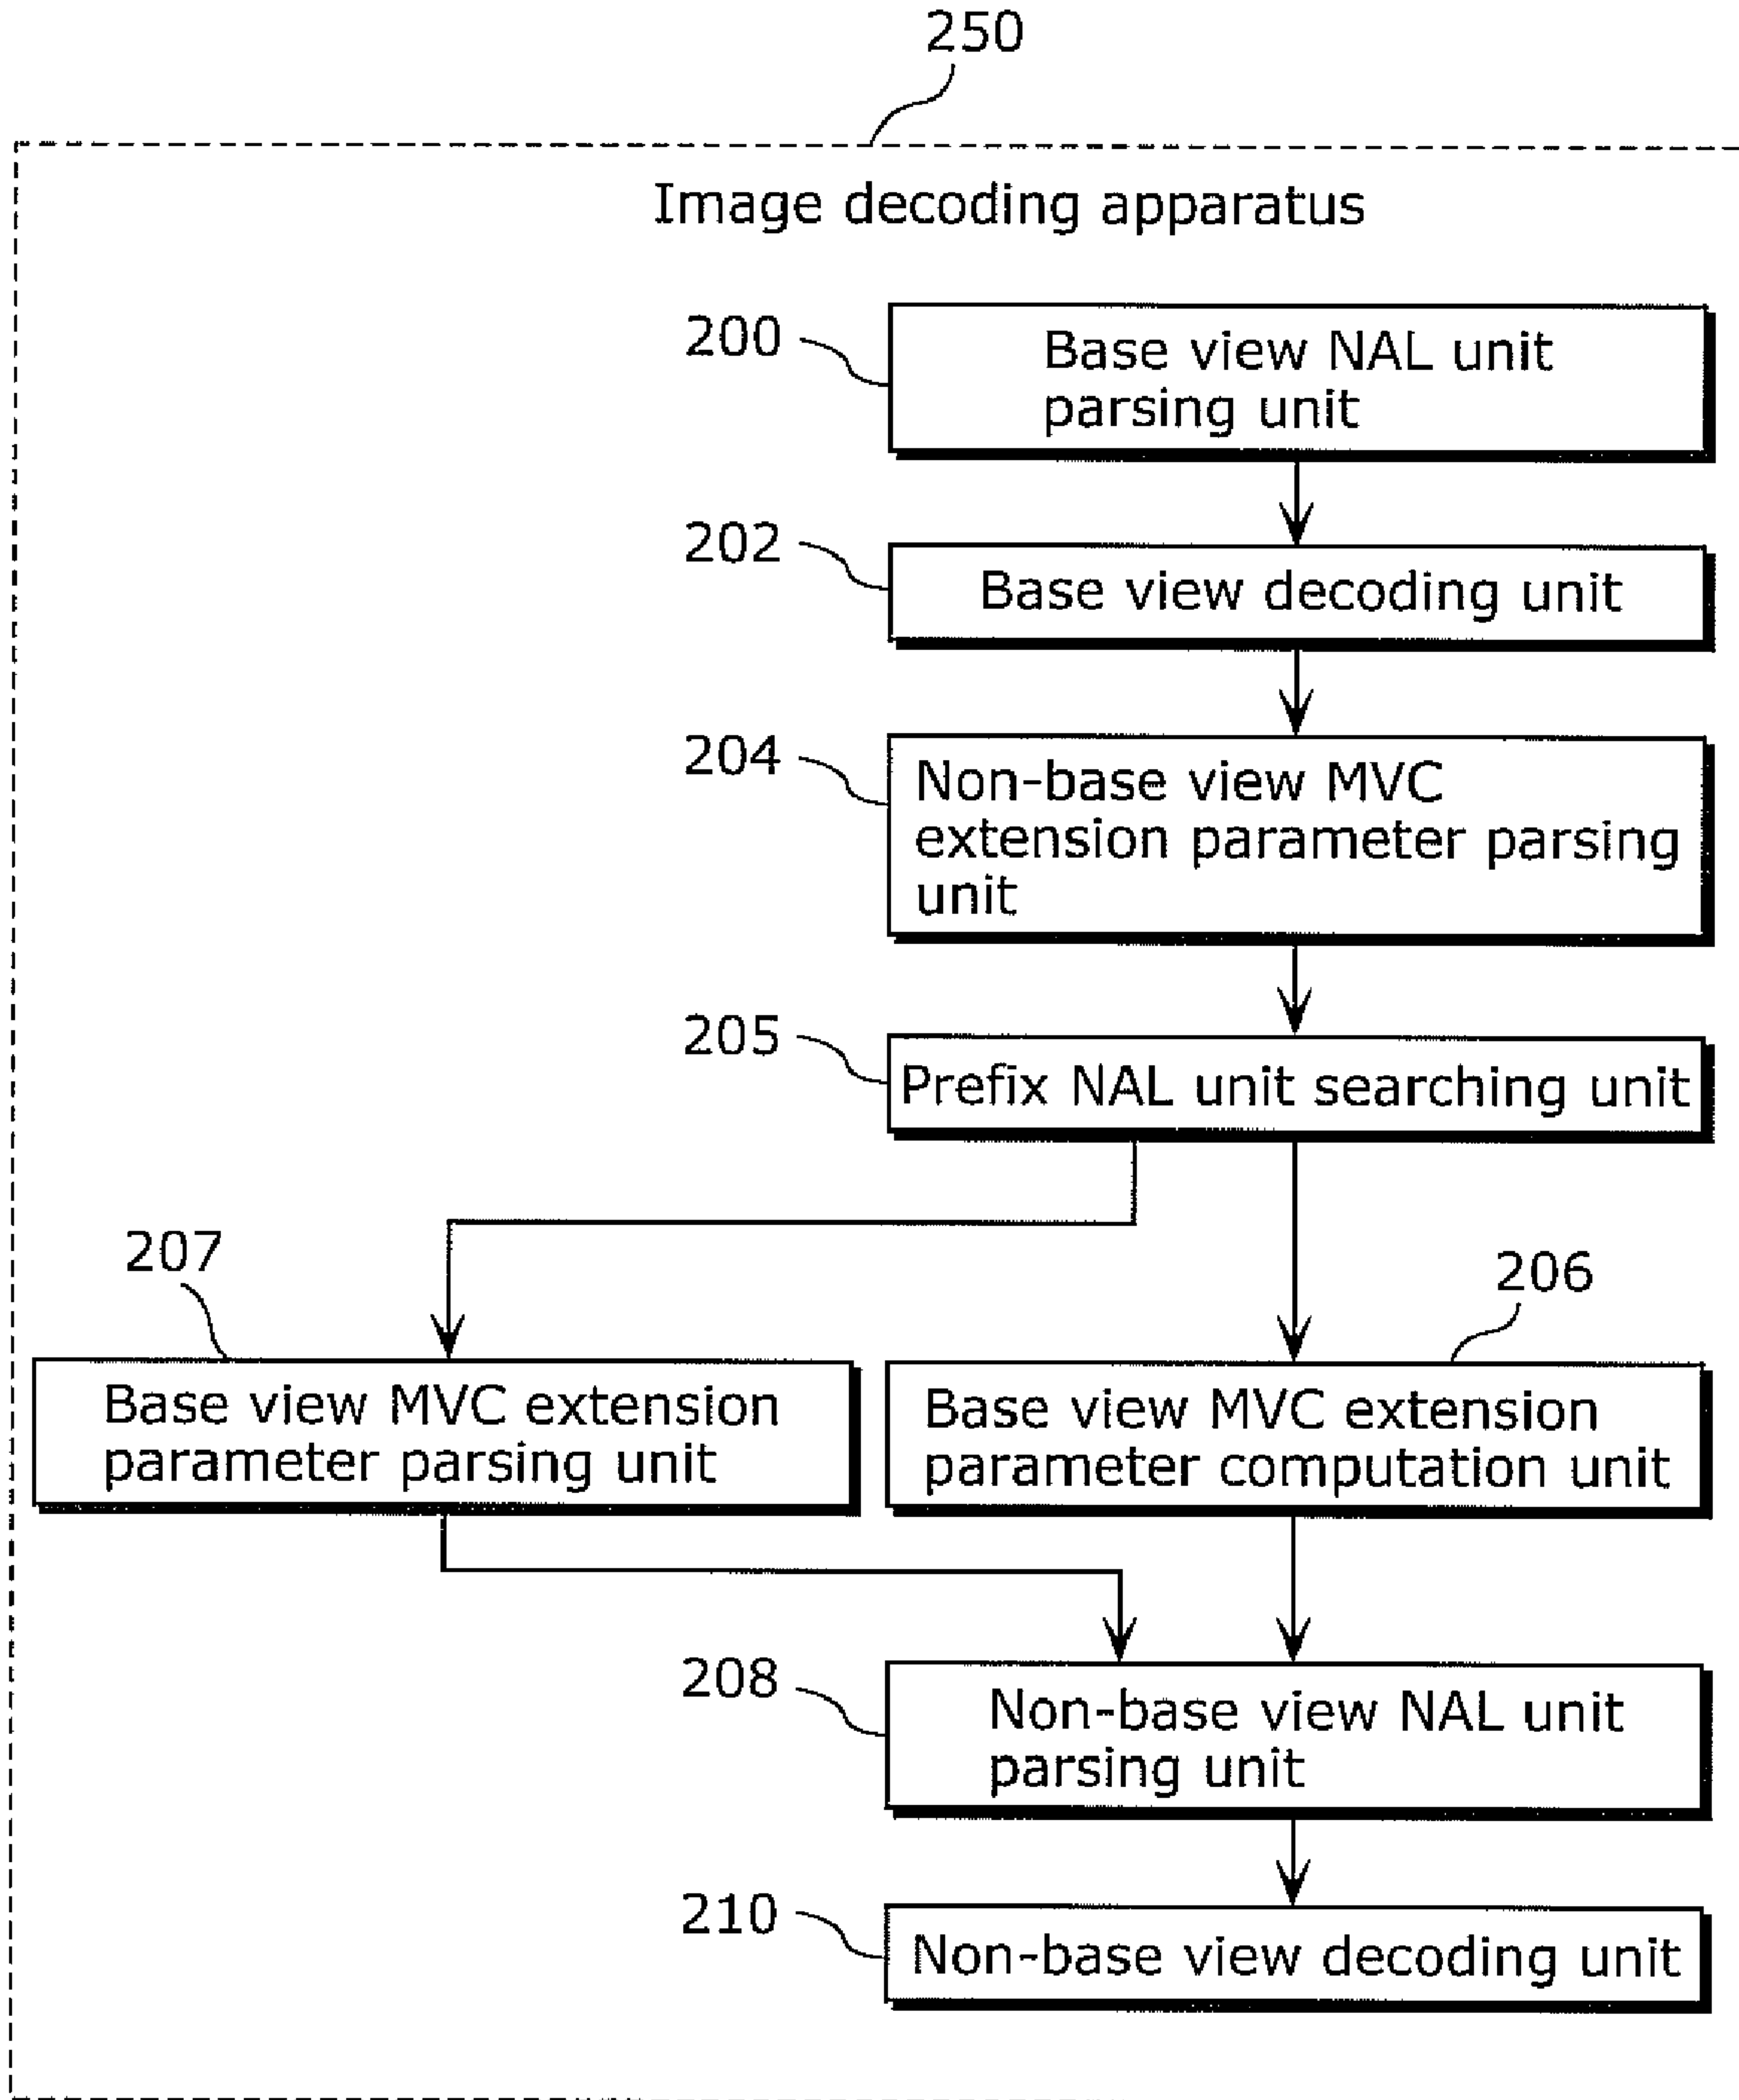 250
Image decoding apparatus
200
Base view NAL unit
parsing unit
202
Base view decoding unit
204
Non-base view MVC
extension parameter parsing
unit
205
Prefix NAL unit searching unit
207
206
Base view MVC extension
parameter parsing unit
Base view MVC extension
parameter computation unit
208
Non-base view NAL unit
parsing unit
210
Non-base view decoding unit